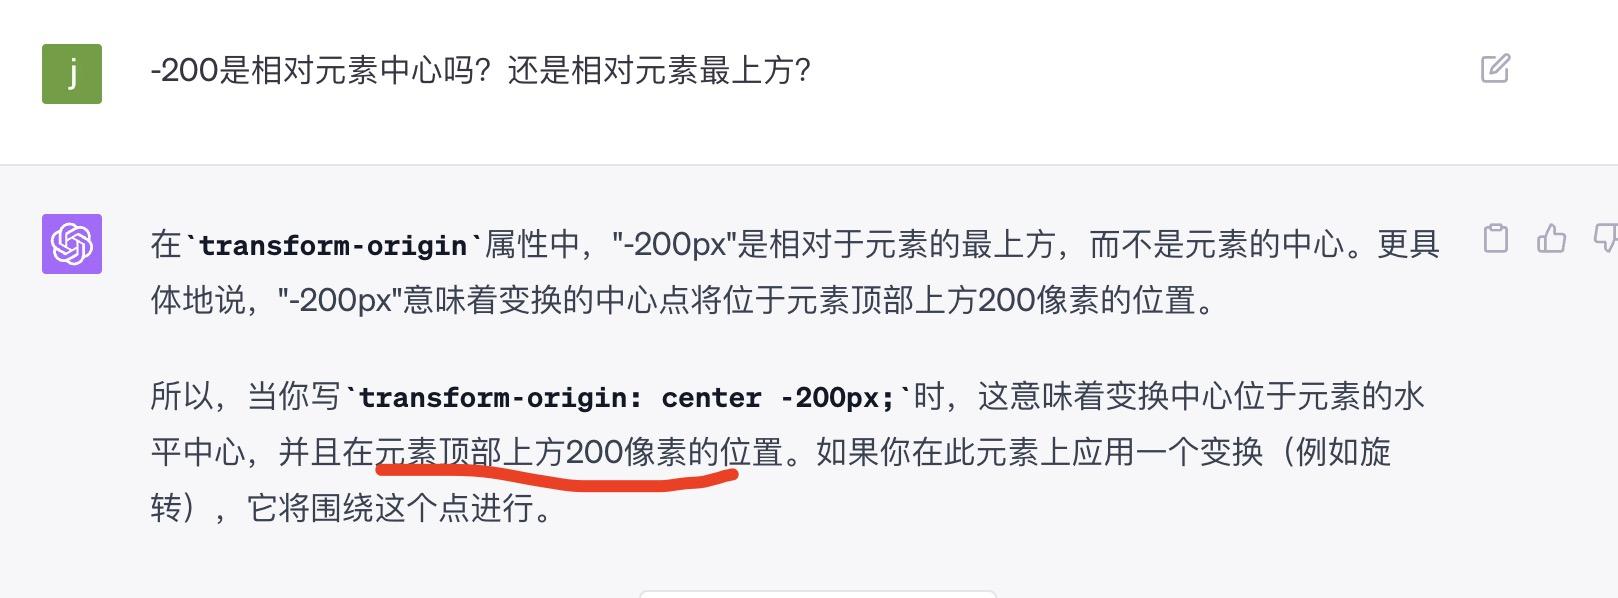 j
-200是相对元素中心吗？还是相对元素最上方？
在`transform-origin`属性中，"-200px"是相对于元素的最上方，而不是元素的中心。更具
体地说，"-200px"意味着变换的中心点将位于元素顶部上方200像素的位置。
所以，当你写`transform-origin: center -200px;`时，这意味着变换中心位于元素的水
平中心，并且在元素顶部上方200像素的位置。如果你在此元素上应用一个变换（例如旋
转），它将围绕这个点进行。